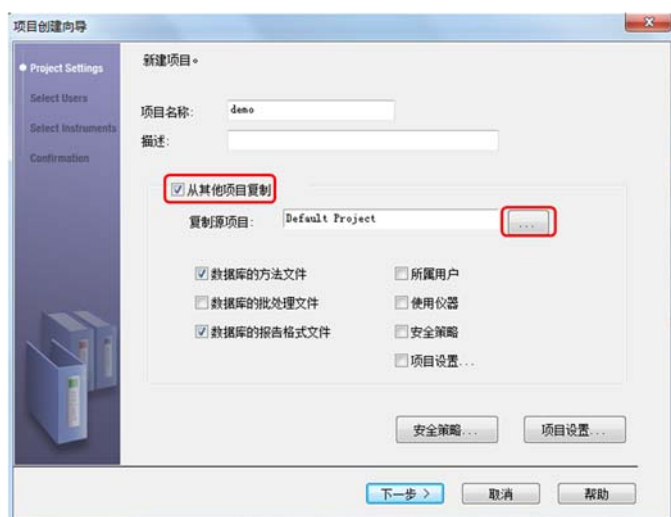 项目创建向导
Project Settings
Select Users
Select Instruments
Confirmation
新建项目。
项目名称: demo
描述:
从其他项目复制
复制源项目: Default Project
...
数据库的方法文件 所属用户
数据库的批处理文件 使用仪器
数据库的报告格式文件 安全策略
项目设置...
安全策略... 项目设置...
下一步 > 取消 帮助